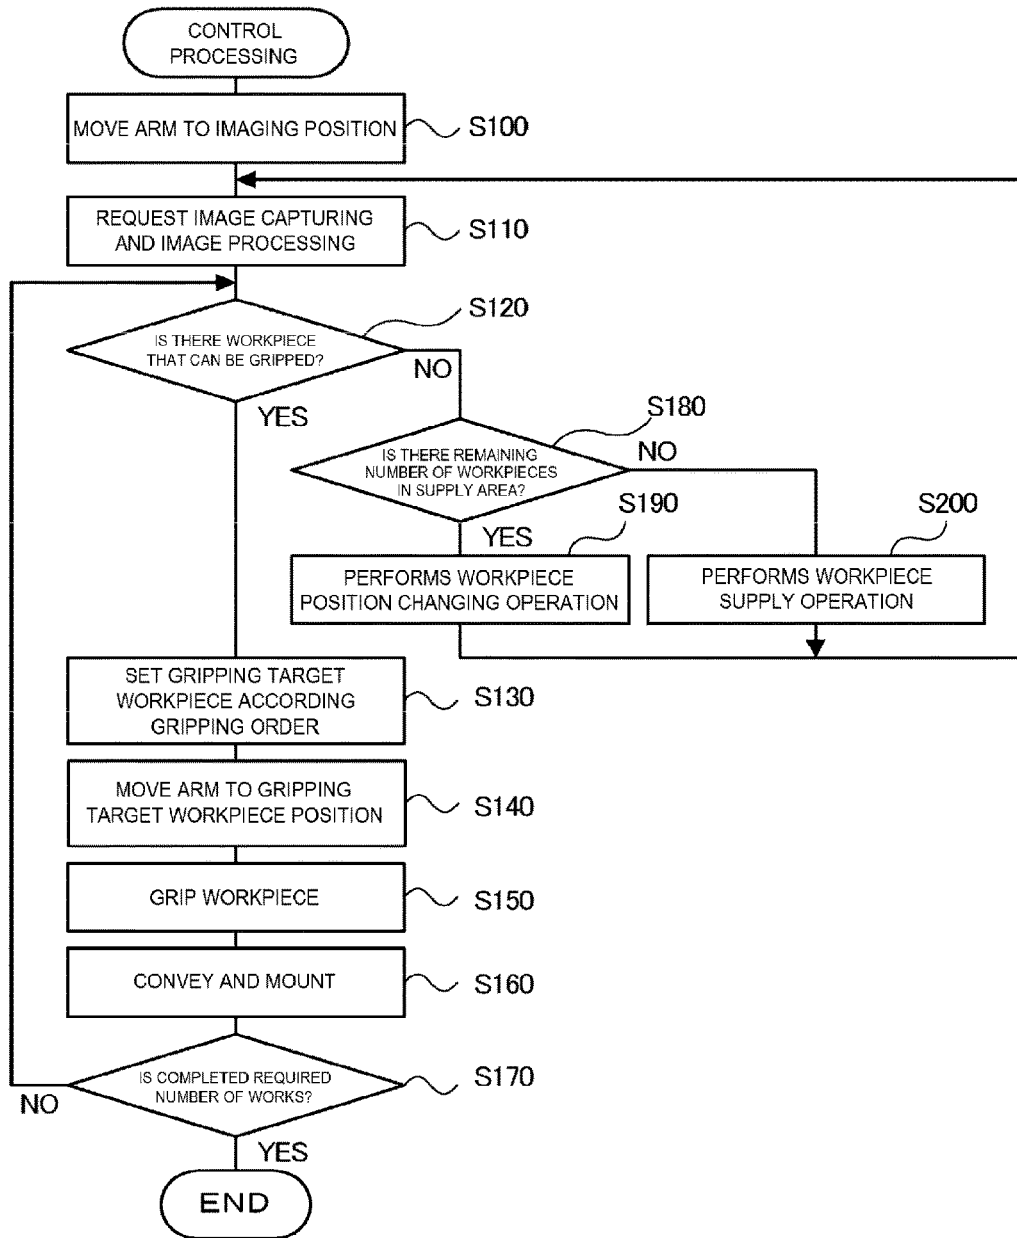 CONTROL
PROCESSING
MOVE ARM TO IMAGING POSITION
S100
REQUEST IMAGE CAPTURING
AND IMAGE PROCESSING
S110
IS THERE WORKPIECE
THAT CAN BE GRIPPED?
S120
NO
YES
IS THERE REMAINING
NUMBER OF WORKPIECES
IN SUPPLY AREA?
S180
NO
YES
PERFORMS WORKPIECE
POSITION CHANGING OPERATION
S190
PERFORMS WORKPIECE
SUPPLY OPERATION
S200
SET GRIPPING TARGET
WORKPIECE ACCORDING
GRIPPING ORDER
S130
MOVE ARM TO GRIPPING
TARGET WORKPIECE POSITION
S140
GRIP WORKPIECE
S150
CONVEY AND MOUNT
S160
IS COMPLETED REQUIRED
NUMBER OF WORKS?
S170
NO
YES
END